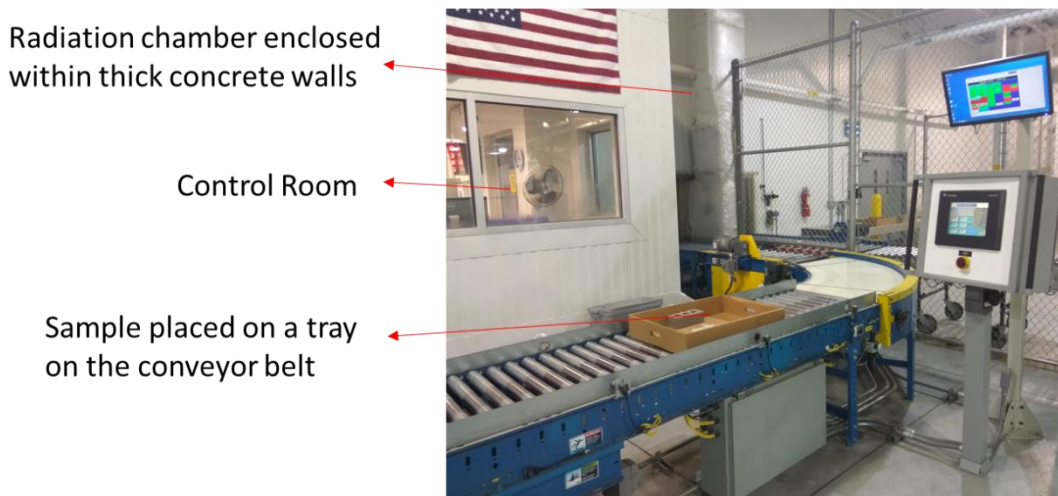 Radiation chamber enclosed
within thick concrete walls
Control Room
Sample placed on a tray
on the conveyor belt